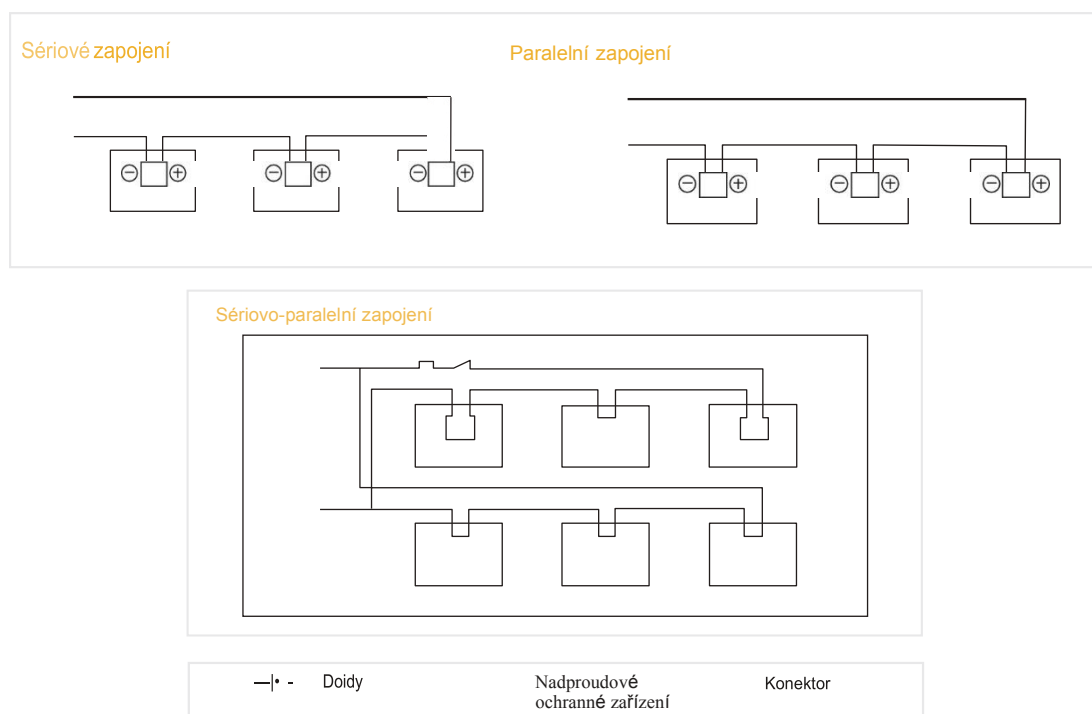 Sériové zapojení
Paralelní zapojení
Sériovo-paralelní zapojení
Doidy
Nadproudové
ochranné zařízení
Konektor